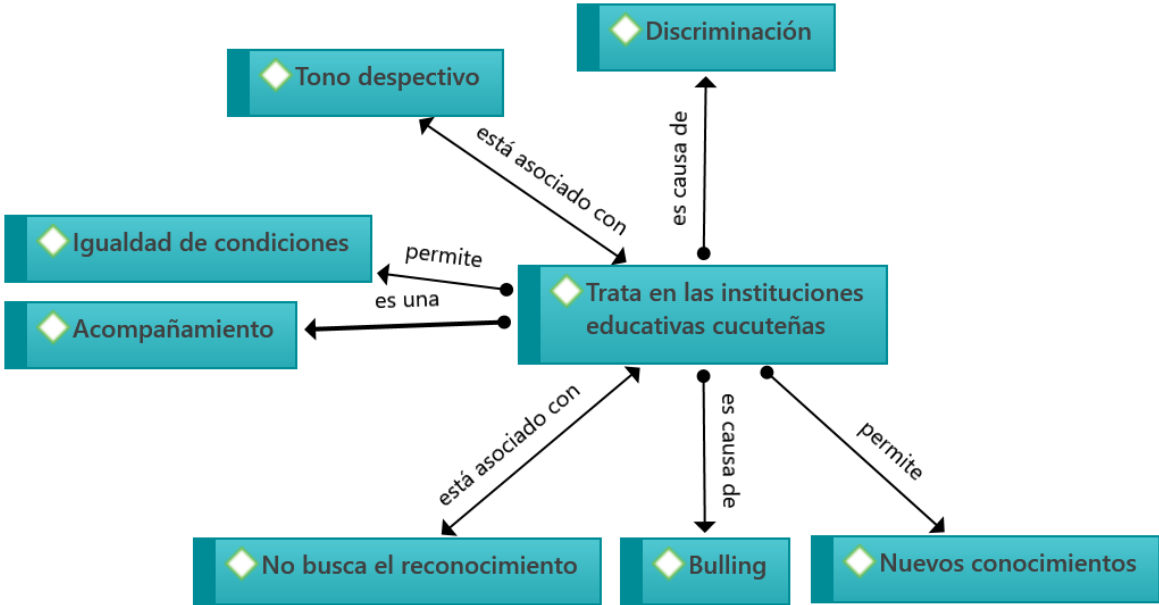 Discriminación
Tono despectivo
está asociado con
es causa de
Igualdad de condiciones
permite
es una
Acompañamiento
Trata en las instituciones
educativas cucuteñas
está asociado con
es causa de
permite
No busca el reconocimiento
Bulling
Nuevos conocimientos